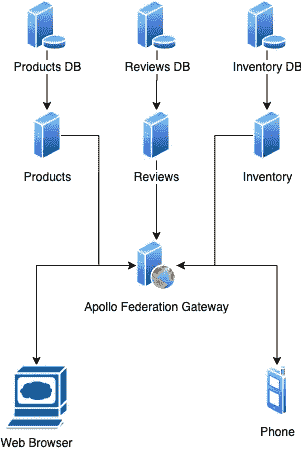 Products DB
Reviews DB
Inventory DB
Products
Reviews
Inventory
Apollo Federation Gateway
Web Browser
Phone